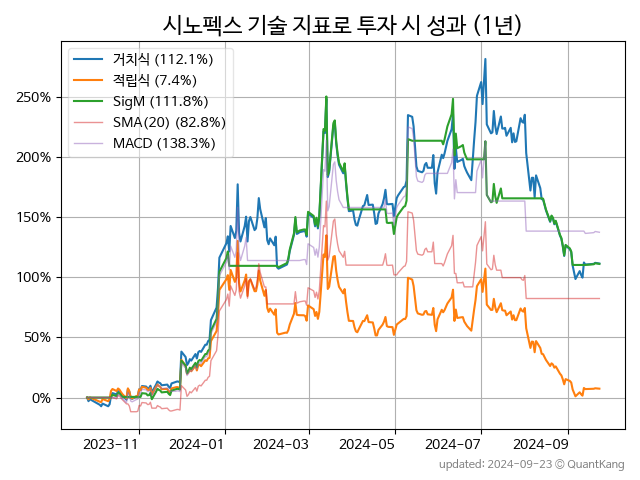 시노펙스 기술 지표로 투자 시 성과 (1년)
거치식 (112.1%)
적립식 (7.4%)
SigM (111.8%)
SMA(20) (82.8%)
MACD (138.3%)
250%
200%
150%
100%
50%
0%
2023-11 2024-01 2024-03 2024-05 2024-07 2024-09
updated: 2024-09-23 ⓒ QuantKang